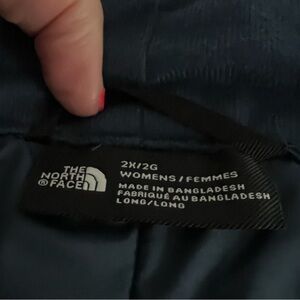 THE
NORTH
FACE
®
2X/2G
WOMENS/FEMMES
MADE IN BANGLADESH
FABRIQUÉ AU BANGLADESH
LONG/LONG